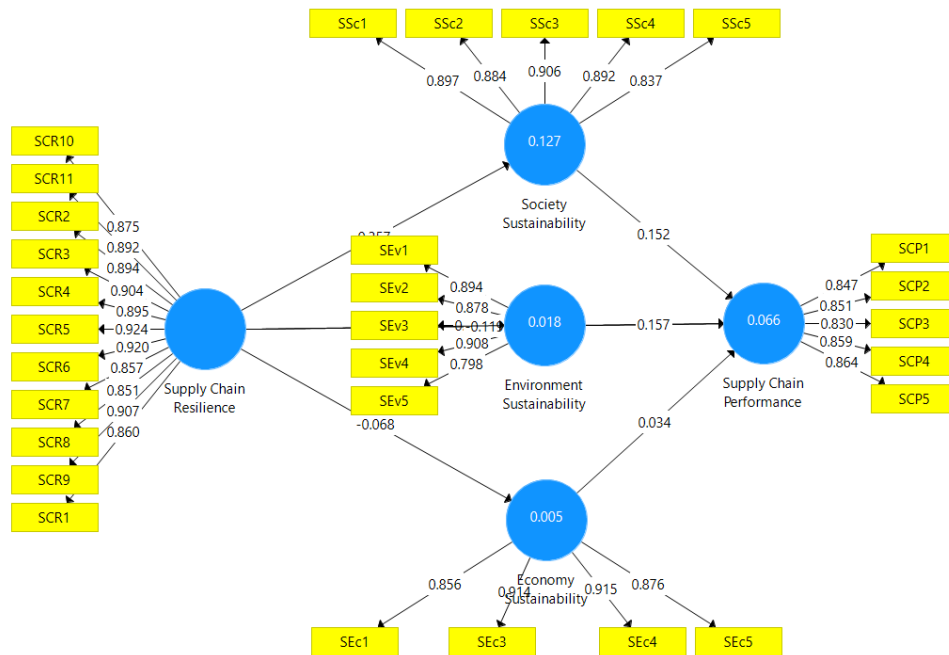 SSc1 SSc2 SSc3 SSc4 SSc5
0.897 0.884 0.906 0.892 0.837
0.127
Society
Sustainability
SCR10
SCR11
SCR2
SCR3
SCR4
SCR5
SCR6
SCR7
SCR8
SCR9
SCR1
0.875
0.892
0.894
0.904
0.895
0.924
0.920
0.857
0.851
0.907
0.860
Supply Chain
Resilience
SEv1
SEv2
SEv3
SEv4
SEv5
0.894
0.878
0.908
0.798
0.018
Environment
Sustainability
0.152
0.157
0.034
-0.068
0.066
Supply Chain
Performance
SCP1
SCP2
SCP3
SCP4
SCP5
0.847
0.851
0.830
0.859
0.864
0.005
Economy
Sustainability
0.856 0.914 0.915 0.876
SEc1 SEc3 SEc4 SEc5